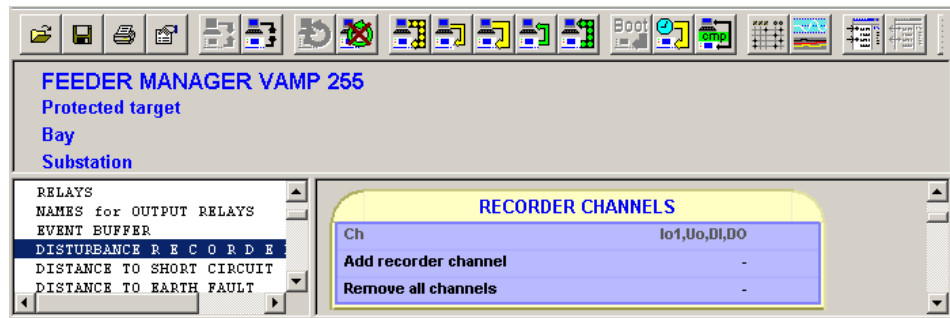 Boot
cmp
FEEDER MANAGER VAMP 255
Protected target
Bay
Substation
RELAYS
NAMES for OUTPUT RELAYS
EVENT BUFFER
DISTURBANCE R E C O R D E
DISTANCE TO SHORT CIRCUIT
DISTANCE TO EARTH FAULT
RECORDER CHANNELS
Ch Io1,Uo,DI,DO
Add recorder channel -
Remove all channels -